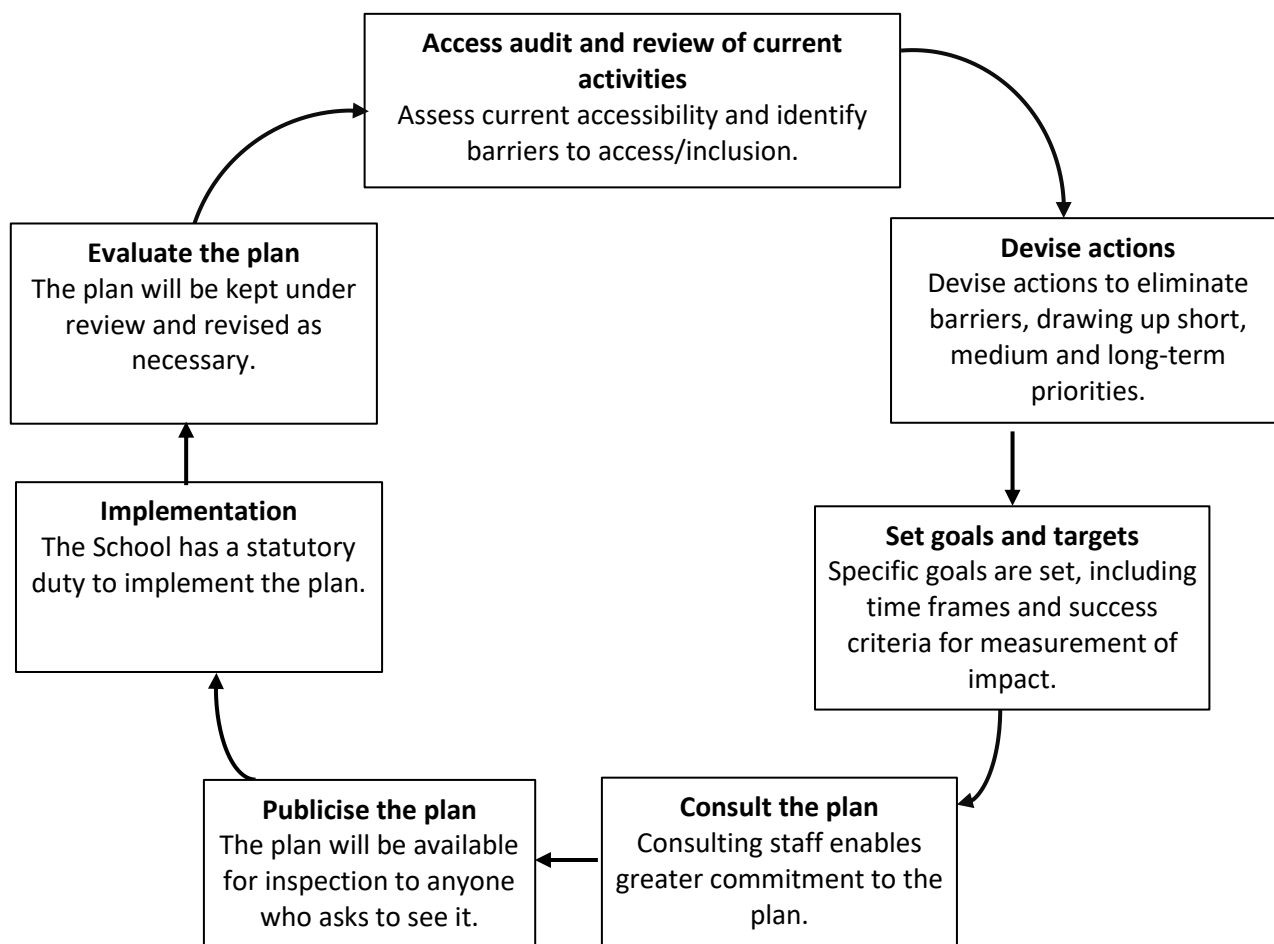 Access audit and review of current
activities
Assess current accessibility and identify
barriers to access/inclusion.
Devise actions
Devise actions to eliminate
barriers, drawing up short,
medium and long-term
priorities.
Set goals and targets
Specific goals are set, including
time frames and success
criteria for measurement of
impact.
Consult the plan
Consulting staff enables
greater commitment to the
plan.
Publicise the plan
The plan will be available
for inspection to anyone
who asks to see it.
Implementation
The School has a statutory
duty to implement the plan.
Evaluate the plan
The plan will be kept under
review and revised as
necessary.